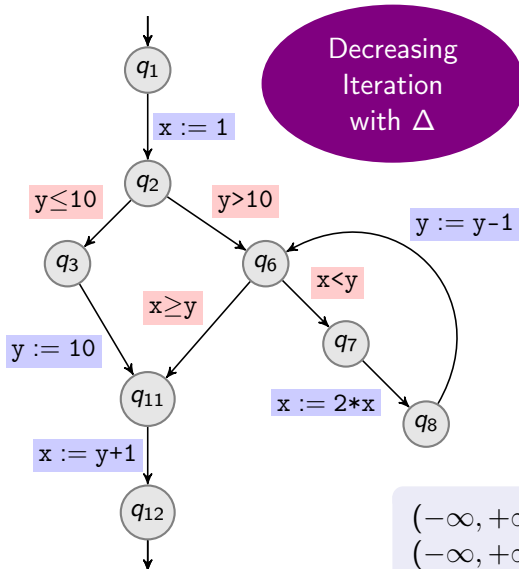 q1
Decreasing
Iteration
with Δ
x := 1
q2
y≤10
y>10
y := y-1
q3
q6
x<y
x≥y
q7
y := 10
x := 2*x
q11
q8
x := y+1
q12
(−∞, +∞
(−∞, +∞